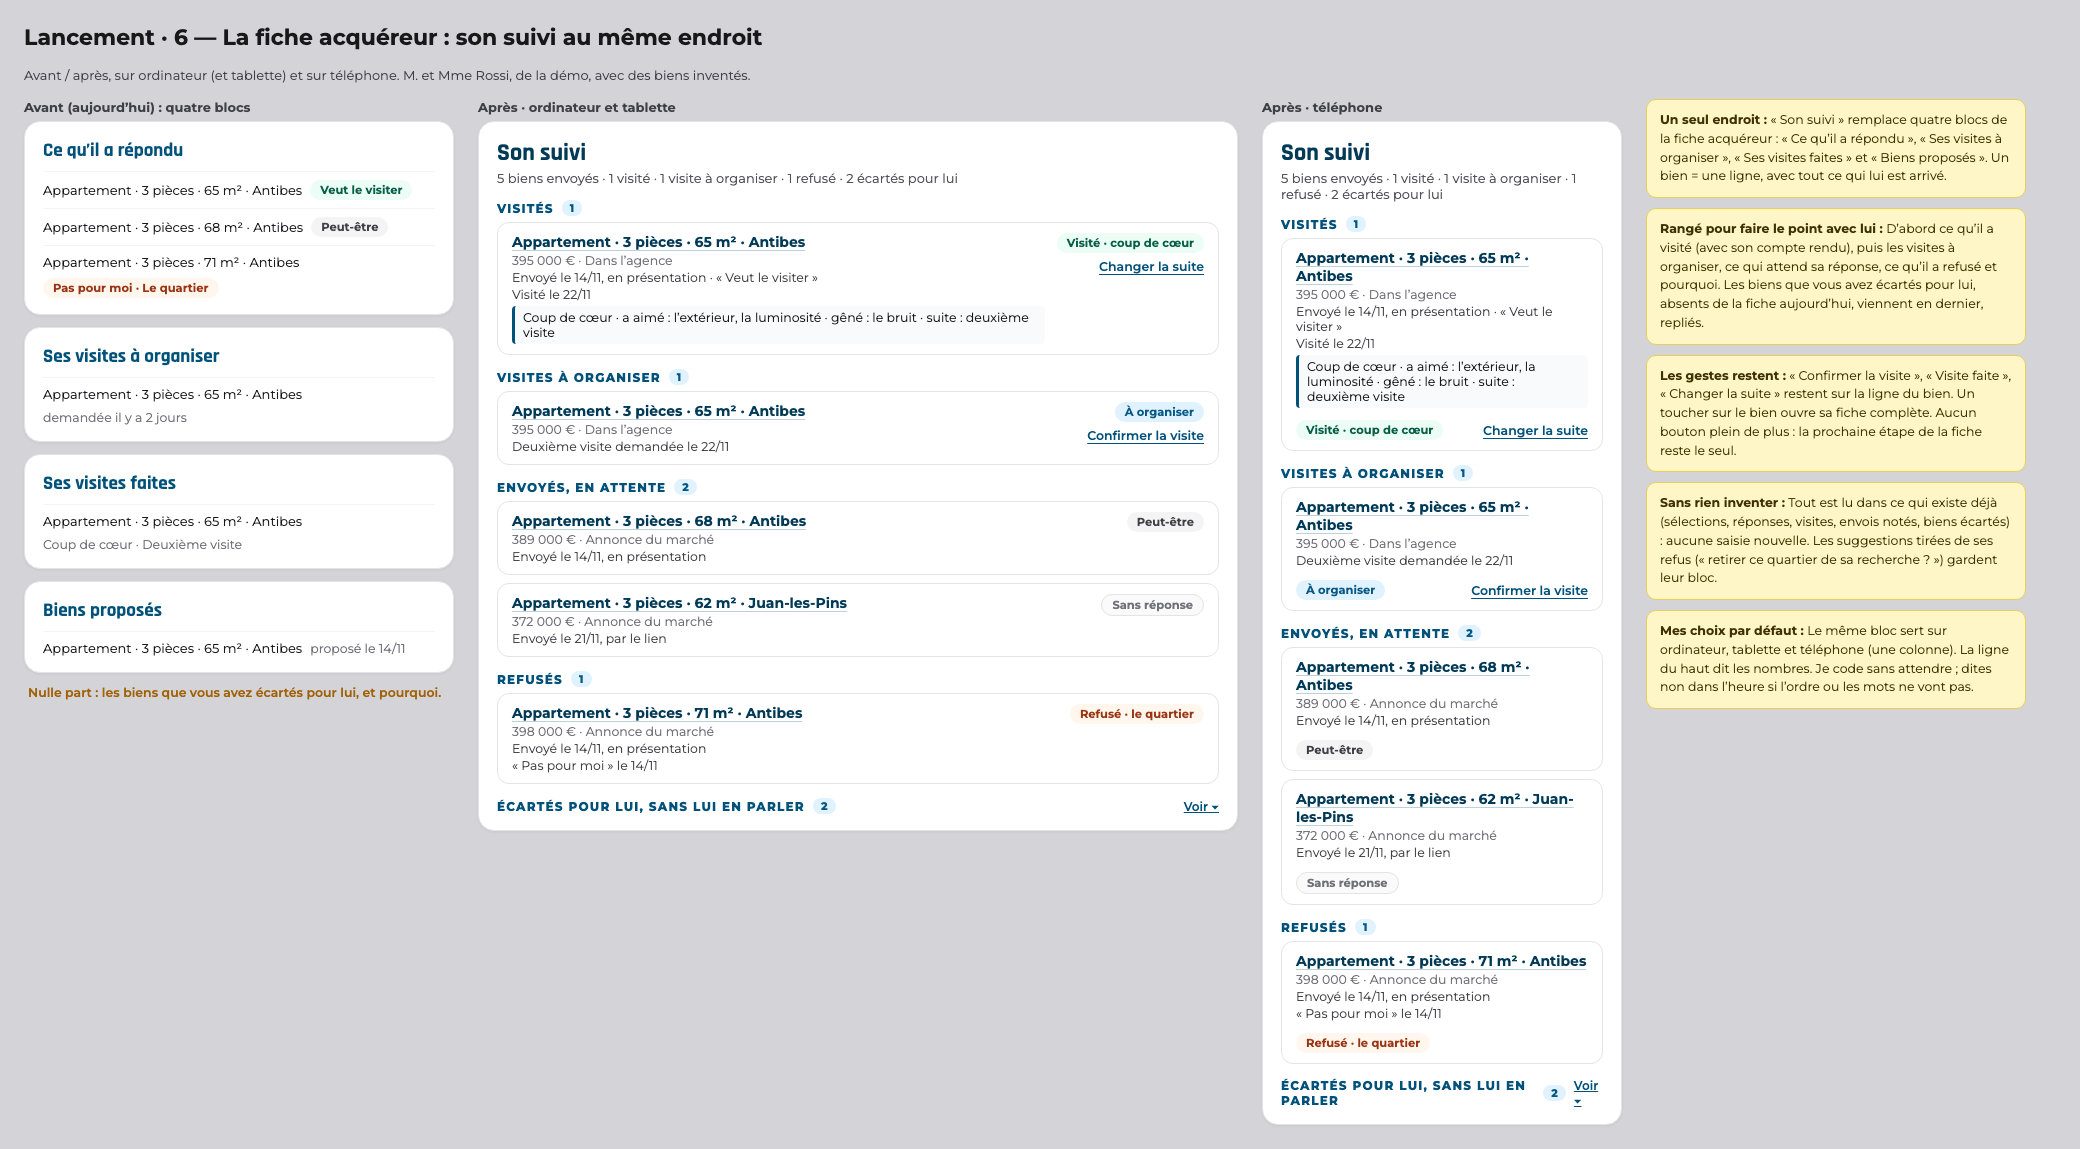 Lancement · 6 — La fiche acquéreur : son suivi au même endroit
Avant / après, sur ordinateur (et tablette) et sur téléphone. M. et Mme Rossi, de la démo, avec des biens inventés.
Avant (aujourd’hui) : quatre blocs
Ce qu’il a répondu
Appartement · 3 pièces · 65 m² · Antibes Veut le visiter
Appartement · 3 pièces · 68 m² · Antibes Peut-être
Appartement · 3 pièces · 71 m² · Antibes
Pas pour moi · Le quartier
Ses visites à organiser
Appartement · 3 pièces · 65 m² · Antibes
demandée il y a 2 jours
Ses visites faites
Appartement · 3 pièces · 65 m² · Antibes
Coup de cœur · Deuxième visite
Biens proposés
Appartement · 3 pièces · 65 m² · Antibes proposé le 14/11
Nulle part : les biens que vous avez écartés pour lui, et pourquoi.
Après · ordinateur et tablette
Son suivi
5 biens envoyés · 1 visité · 1 visite à organiser · 1 refusé · 2 écartés pour lui
VISITÉS 1
Appartement · 3 pièces · 65 m² · Antibes Visité · coup de cœur
395 000 € · Dans l’agence Changer la suite
Envoyé le 14/11, en présentation · « Veut le visiter »
Visité le 22/11
Coup de cœur · a aimé : l’extérieur, la luminosité · gêné : le bruit · suite : deuxième
visite
VISITES À ORGANISER 1
Appartement · 3 pièces · 65 m² · Antibes À organiser
395 000 € · Dans l’agence Confirmer la visite
Deuxième visite demandée le 22/11
ENVOYÉS, EN ATTENTE 2
Appartement · 3 pièces · 68 m² · Antibes Peut-être
389 000 € · Annonce du marché
Envoyé le 14/11, en présentation
Appartement · 3 pièces · 62 m² · Juan-les-Pins Sans réponse
372 000 € · Annonce du marché
Envoyé le 21/11, par le lien
REFUSÉS 1
Appartement · 3 pièces · 71 m² · Antibes Refusé · le quartier
398 000 € · Annonce du marché
Envoyé le 14/11, en présentation
« Pas pour moi » le 14/11
ÉCARTÉS POUR LUI, SANS LUI EN PARLER 2 Voir ▾
Après · téléphone
Son suivi
5 biens envoyés · 1 visité · 1 visite à organiser · 1
refusé · 2 écartés pour lui
VISITÉS 1
Appartement · 3 pièces · 65 m² ·
Antibes
395 000 € · Dans l’agence
Envoyé le 14/11, en présentation · « Veut le
visiter »
Visité le 22/11
Coup de cœur · a aimé : l’extérieur, la
luminosité · gêné : le bruit · suite :
deuxième visite
Visité · coup de cœur Changer la suite
VISITES À ORGANISER 1
Appartement · 3 pièces · 65 m² ·
Antibes
395 000 € · Dans l’agence
Deuxième visite demandée le 22/11
À organiser Confirmer la visite
ENVOYÉS, EN ATTENTE 2
Appartement · 3 pièces · 68 m² ·
Antibes
389 000 € · Annonce du marché
Envoyé le 14/11, en présentation
Peut-être
Appartement · 3 pièces · 62 m² · Juan-
les-Pins
372 000 € · Annonce du marché
Envoyé le 21/11, par le lien
Sans réponse
REFUSÉS 1
Appartement · 3 pièces · 71 m² · Antibes
398 000 € · Annonce du marché
Envoyé le 14/11, en présentation
« Pas pour moi » le 14/11
Refusé · le quartier
ÉCARTÉS POUR LUI, SANS LUI EN
PARLER 2 Voir
▾
Un seul endroit : « Son suivi » remplace quatre blocs de
la fiche acquéreur : « Ce qu’il a répondu », « Ses visites à
organiser », « Ses visites faites » et « Biens proposés ». Un
bien = une ligne, avec tout ce qui lui est arrivé.
Rangé pour faire le point avec lui : D’abord ce qu’il a
visité (avec son compte rendu), puis les visites à
organiser, ce qui attend sa réponse, ce qu’il a refusé et
pourquoi. Les biens que vous avez écartés pour lui,
absents de la fiche aujourd’hui, viennent en dernier,
repliés.
Les gestes restent : « Confirmer la visite », « Visite faite »,
« Changer la suite » restent sur la ligne du bien. Un
toucher sur le bien ouvre sa fiche complète. Aucun
bouton plein de plus : la prochaine étape de la fiche
reste le seul.
Sans rien inventer : Tout est lu dans ce qui existe déjà
(sélections, réponses, visites, envois notés, biens écartés)
: aucune saisie nouvelle. Les suggestions tirées de ses
refus (« retirer ce quartier de sa recherche ? ») gardent
leur bloc.
Mes choix par défaut : Le même bloc sert sur
ordinateur, tablette et téléphone (une colonne). La ligne
du haut dit les nombres. Je code sans attendre ; dites
non dans l’heure si l’ordre ou les mots ne vont pas.